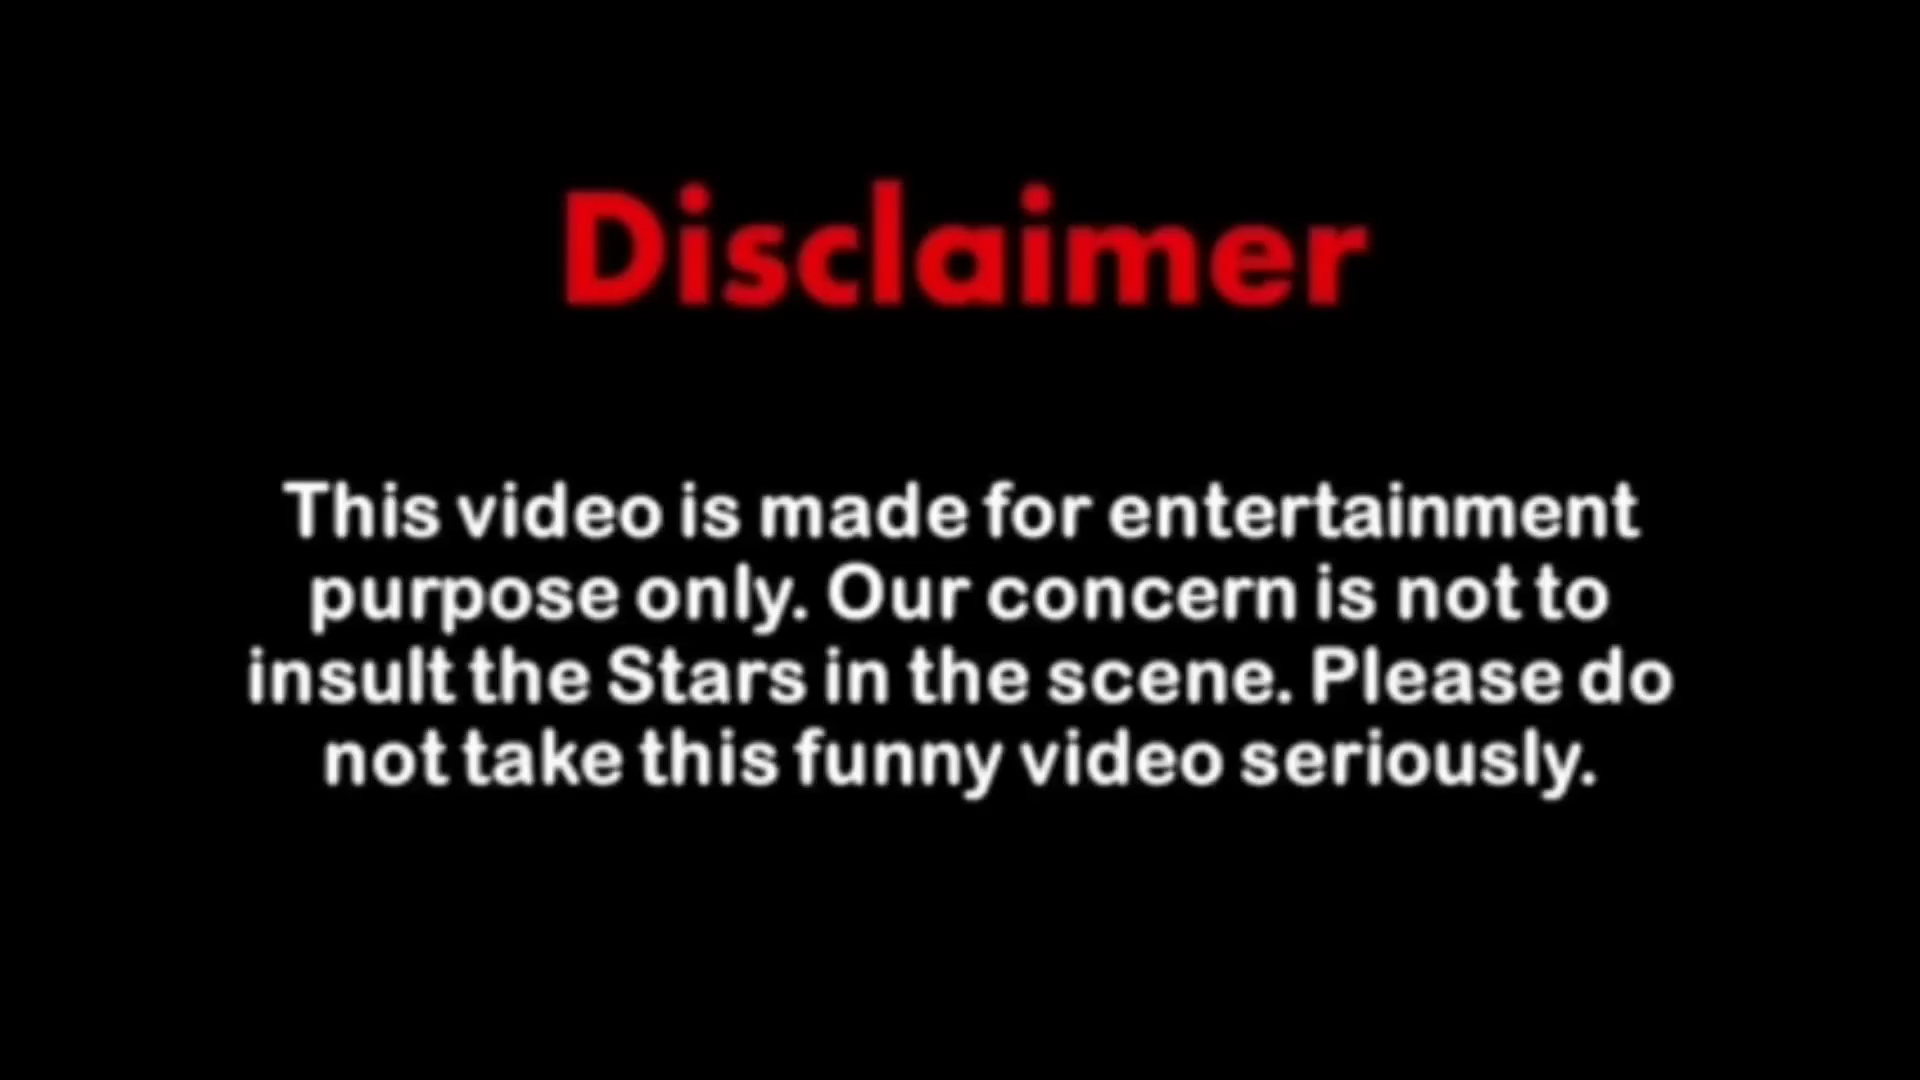 Disclaimer
This video is made for entertainment
purpose only. Our concern is not to
insult the Stars in the scene. Please do
not take this funny video seriously.